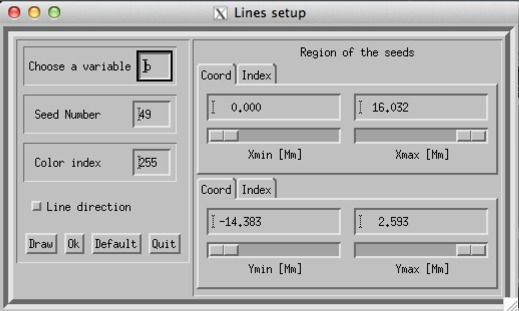 Lines setup
Choose a variable b
Seed Number 49
Color index 255
Line direction
Draw Ok Default Quit
Region of the seeds
Coord Index
0.000 16.032
Xmin [Mm] Xmax [Mm]
Coord Index
-14.383 2.593
Ymin [Mm] Ymax [Mm]